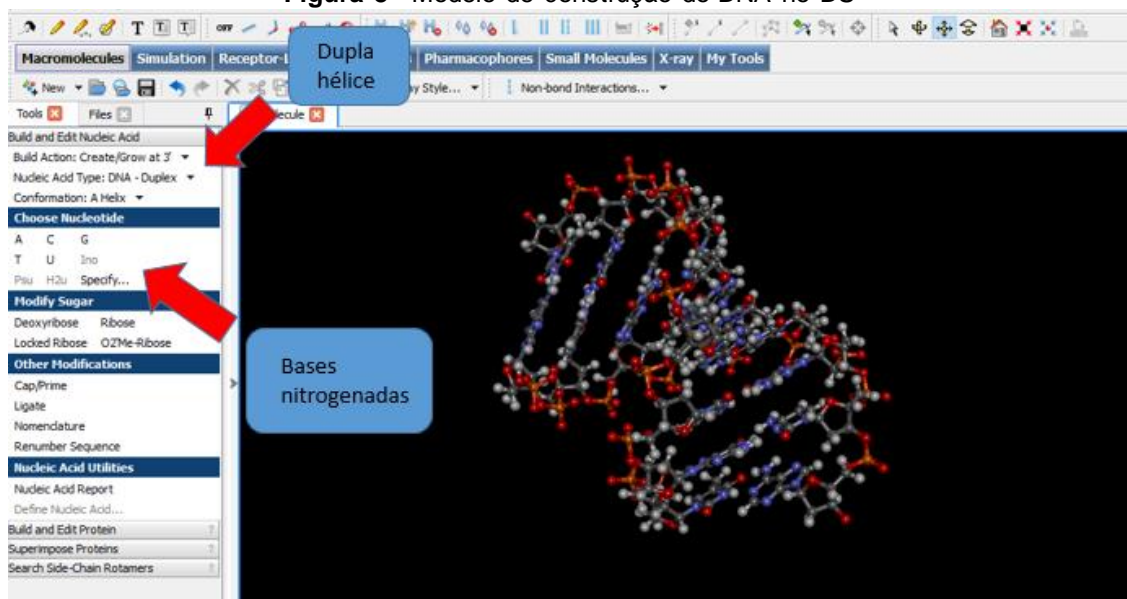 Figura 3 - Modelo de construção do DNA no DS
T T T OFF
Macromolecules Simulation Receptor-L Pharmacophores Small Molecules X-ray My Tools
New Style... Non-bond Interactions...
Tools Files
Build and Edit Nucleic Acid
Build Action: Create/Grow at 3'
Nucleic Acid Type: DNA - Duplex
Conformation: A Helix
Dupla
hélice
Choose Nucleotide
A C G
T U Ino
Psu H2u Specify...
Modify Sugar
Deoxyribose Ribose
Locked Ribose O2'Me-Ribose
Other Modifications
Cap/Prime
Ligate
Nomenclature
Renumber Sequence
Bases
nitrogenadas
Nucleic Acid Utilities
Nucleic Acid Report
Define Nucleic Acid...
Build and Edit Protein ?
Superimpose Proteins ?
Search Side-Chain Rotamers ?